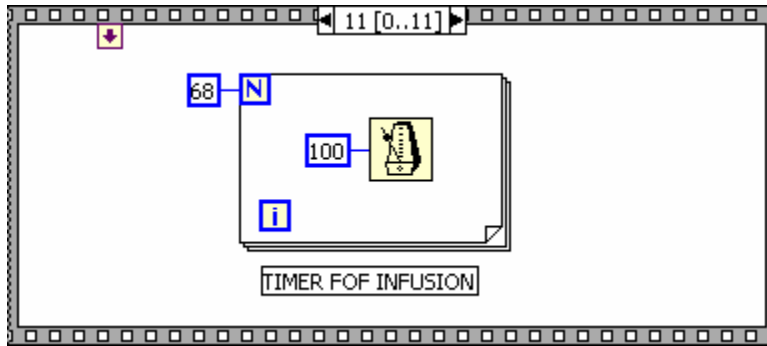 11 [0..11]
68
N
100
i
TIMER FOF INFUSION